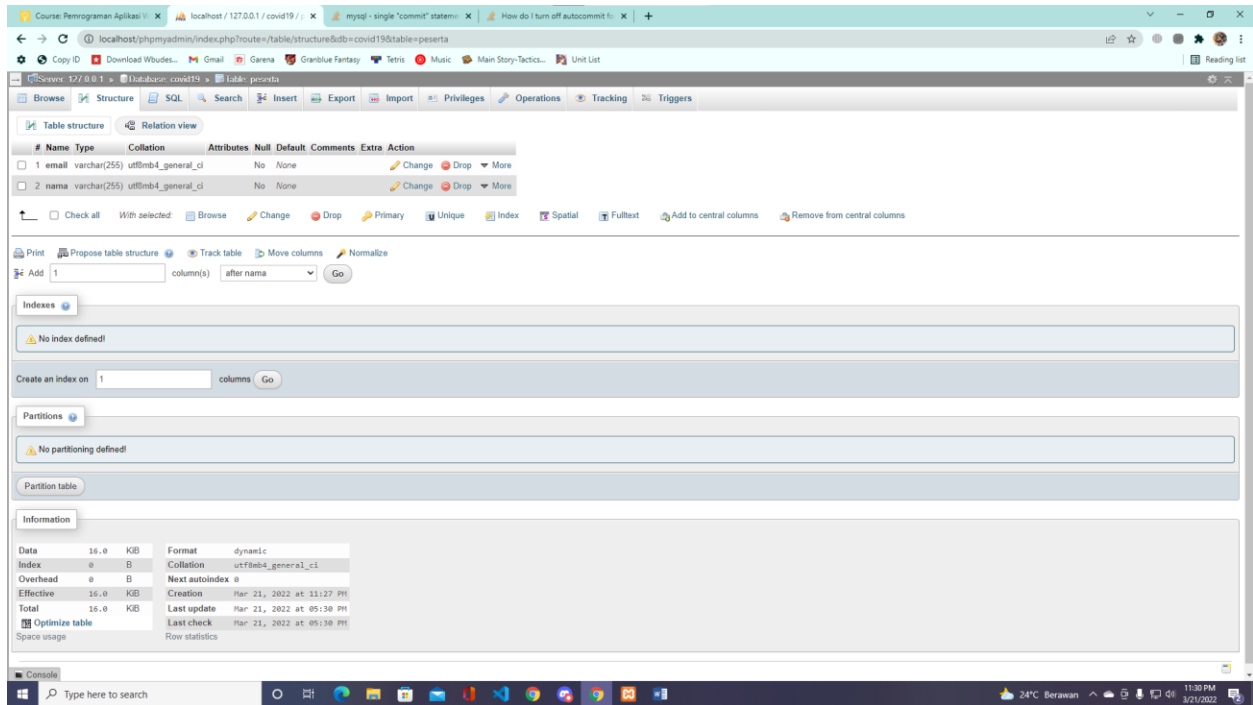 Course: Pemrograman Aplikasi W localhost / 127.0.0.1 / covid19 / p mysql - single "commit" stateme How do I turn off autocommit fo
localhost/phpmyadmin/index.php?route=/table/structure&db=covid19&table=peserta
Copy ID Download Wbudes... Gmail Garena Granblue Fantasy Tetris Music Main Story-Tactics... Unit List Reading list
Server: 127.0.0.1 » Database: covid19 » Table: peserta
Browse Structure SQL Search Insert Export Import Privileges Operations Tracking Triggers
Table structure Relation view
# Name Type Collation Attributes Null Default Comments Extra Action
1 email varchar(255) utf8mb4_general_ci No None Change Drop More
2 nama varchar(255) utf8mb4_general_ci No None Change Drop More
Check all With selected: Browse Change Drop Primary Unique Index Spatial Fulltext Add to central columns Remove from central columns
Print Propose table structure Track table Move columns Normalize
Add 1 column(s) after nama Go
Indexes
No index defined!
Create an index on 1 columns Go
Partitions
No partitioning defined!
Partition table
Information
Data 16.0 KiB Format dynamic
Index 0 B Collation utf8mb4_general_ci
Overhead 0 B Next autoindex 0
Effective 16.0 KiB Creation Mar 21, 2022 at 11:27 PM
Total 16.0 KiB Last update Mar 21, 2022 at 05:30 PM
Optimize table Last check Mar 21, 2022 at 05:30 PM
Space usage Row statistics
Console
Type here to search 24°C Berawan 11:30 PM
3/21/2022